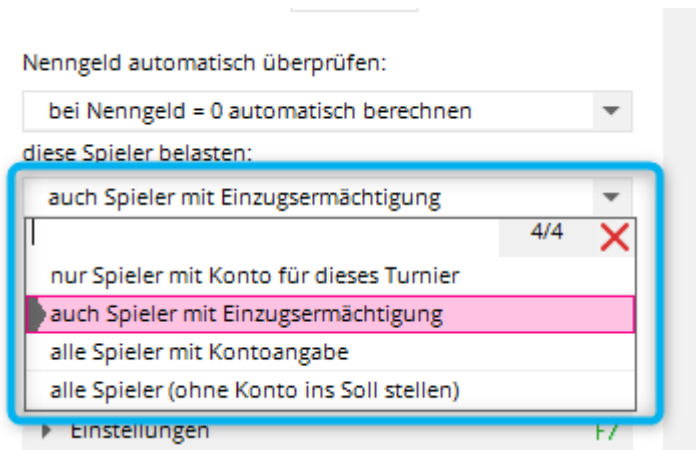 Nenngeld automatisch überprüfen:
bei Nenngeld = 0 automatisch berechnen
diese Spieler belasten:
auch Spieler mit Einzugsermächtigung
4/4
nur Spieler mit Konto für dieses Turnier
auch Spieler mit Einzugsermächtigung
alle Spieler mit Kontoangabe
alle Spieler (ohne Konto ins Soll stellen)
Einstellungen F7